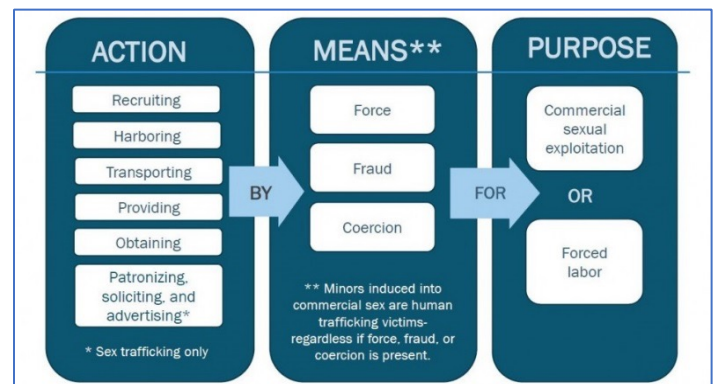 ACTION
Recruiting
Harboring
Transporting
Providing
Obtaining
Patronizing,
soliciting, and
advertising*
* Sex trafficking only
BY
MEANS**
Force
Fraud
Coercion
** Minors induced into
commercial sex are human
trafficking victims-
regardless if force, fraud, or
coercion is present.
FOR
PURPOSE
Commercial
sexual
exploitation
OR
Forced
labor